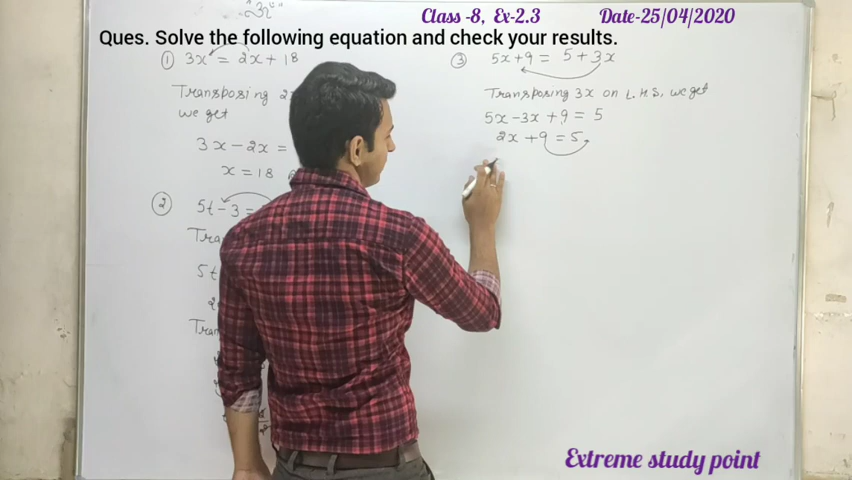 Class -8, Ex-2.3
Date-25/04/2020
Ques. Solve the following equation and check your results.
① 3x = 2x + 18
Transposing 2
we get
3x - 2x =
x = 18
② 5t - 3 =
Tra
5t
Tran
③ 5x + 9 = 5 + 3x
Transposing 3x on L.H.S, we get
5x - 3x + 9 = 5
2x + 9 = 5
Extreme study point